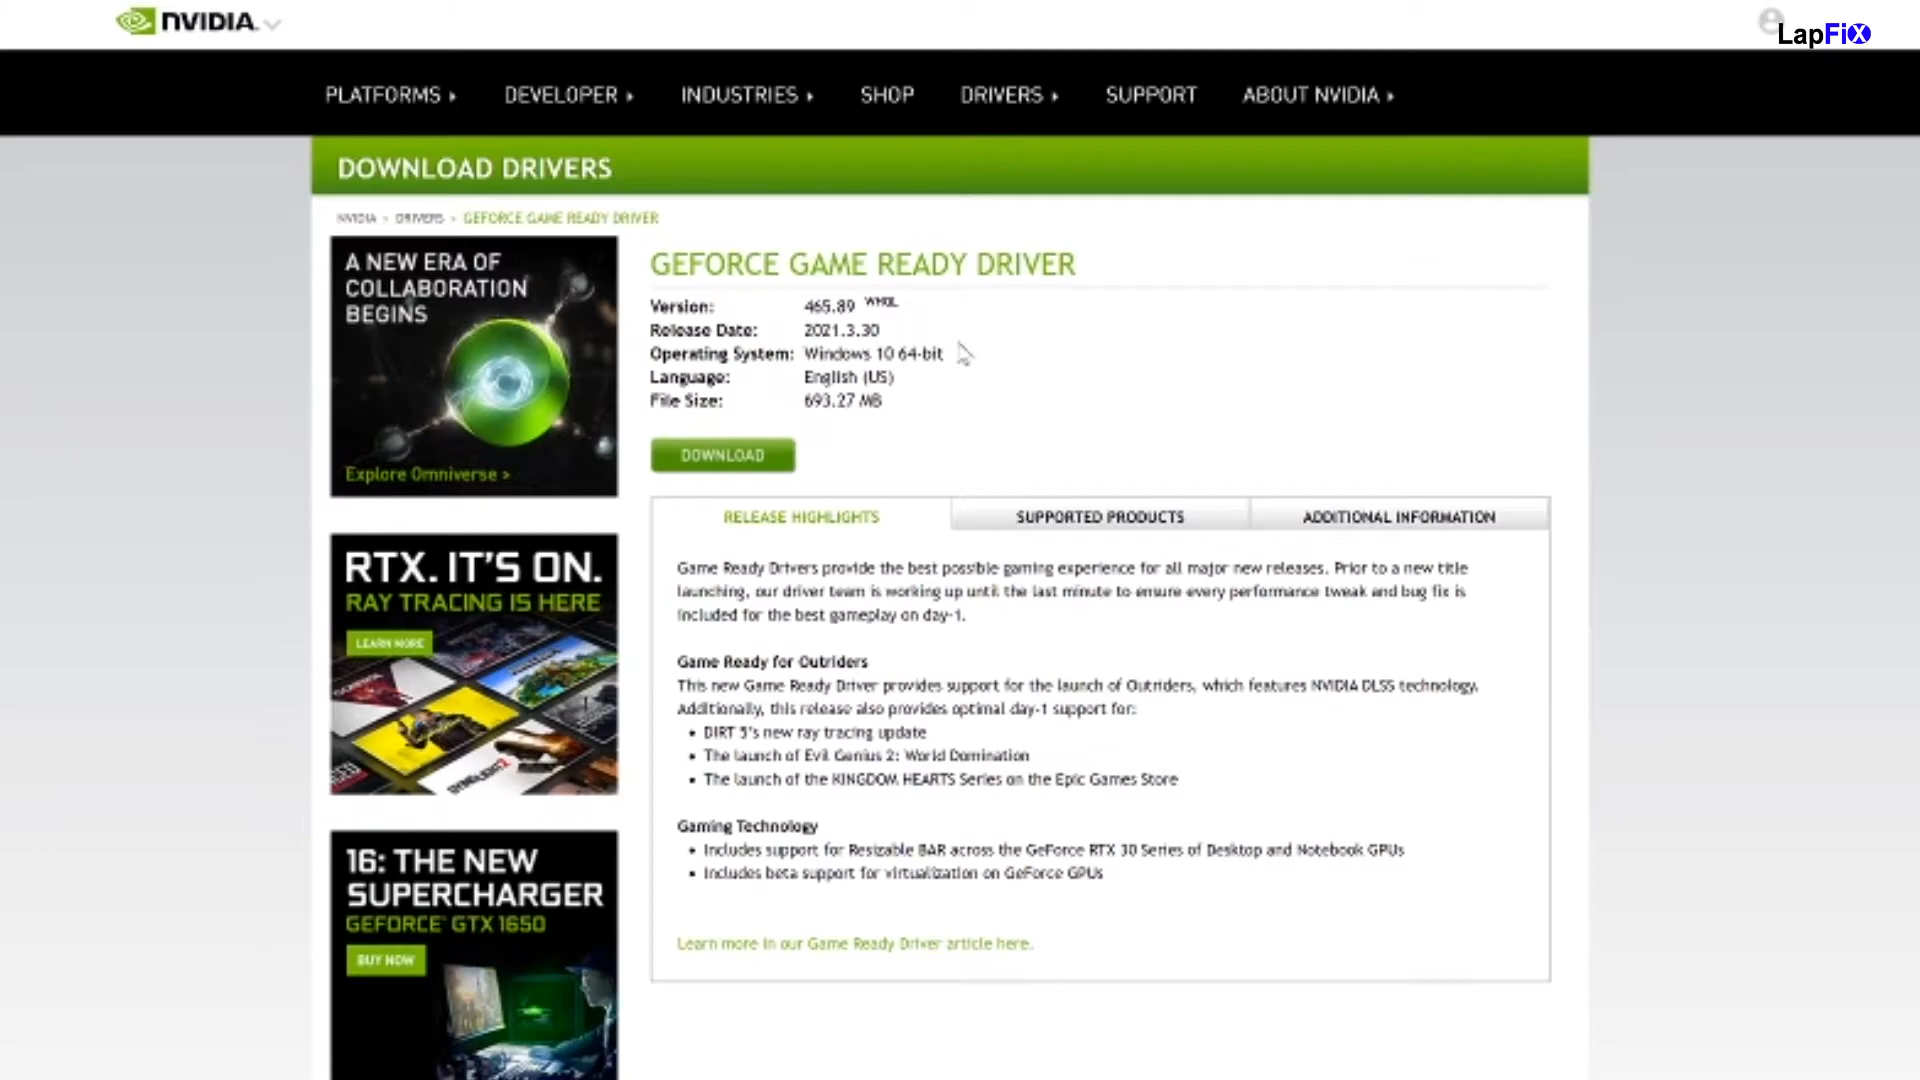 NVIDIA.
LapFiX
PLATFORMS
DEVELOPER
INDUSTRIES
SHOP
DRIVERS
SUPPORT
ABOUT NVIDIA
DOWNLOAD DRIVERS
NVIDIA > DRIVERS > GEFORCE GAME READY DRIVER
A NEW ERA OF
COLLABORATION
BEGINS
Explore Omniverse >
RTX. IT'S ON.
RAY TRACING IS HERE
LEARN MORE
16: THE NEW
SUPERCHARGER
GEFORCE® GTX 1650
BUY NOW
GEFORCE GAME READY DRIVER
Version: 465.89 WHQL
Release Date: 2021.3.30
Operating System: Windows 10 64-bit
Language: English (US)
File Size: 693.27 MB
DOWNLOAD
RELEASE HIGHLIGHTS
SUPPORTED PRODUCTS
ADDITIONAL INFORMATION
Game Ready Drivers provide the best possible gaming experience for all major new releases. Prior to a new title
launching, our driver team is working up until the last minute to ensure every performance tweak and bug fix is
included for the best gameplay on day-1.
Game Ready for Outriders
This new Game Ready Driver provides support for the launch of Outriders, which features NVIDIA DLSS technology.
Additionally, this release also provides optimal day-1 support for:
• DIRT 5's new ray tracing update
• The launch of Evil Genius 2: World Domination
• The launch of the KINGDOM HEARTS Series on the Epic Games Store
Gaming Technology
• Includes support for Resizable BAR across the GeForce RTX 30 Series of Desktop and Notebook GPUs
• Includes beta support for virtualization on GeForce GPUs
Learn more in our Game Ready Driver article here.